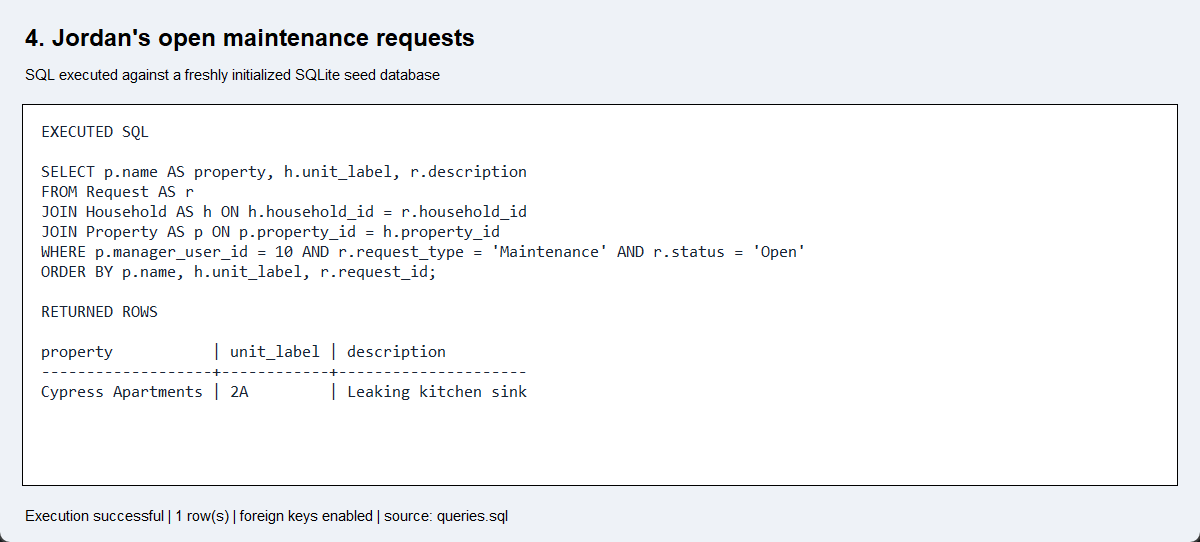 4. Jordan's open maintenance requests
SQL executed against a freshly initialized SQLite seed database
EXECUTED SQL
SELECT p.name AS property, h.unit_label, r.description
FROM Request AS r
JOIN Household AS h ON h.household_id = r.household_id
JOIN Property AS p ON p.property_id = h.property_id
WHERE p.manager_user_id = 10 AND r.request_type = 'Maintenance' AND r.status = 'Open'
ORDER BY p.name, h.unit_label, r.request_id;
RETURNED ROWS
property            | unit_label | description
-------------------+------------+---------------------
Cypress Apartments | 2A         | Leaking kitchen sink
Execution successful | 1 row(s) | foreign keys enabled | source: queries.sql